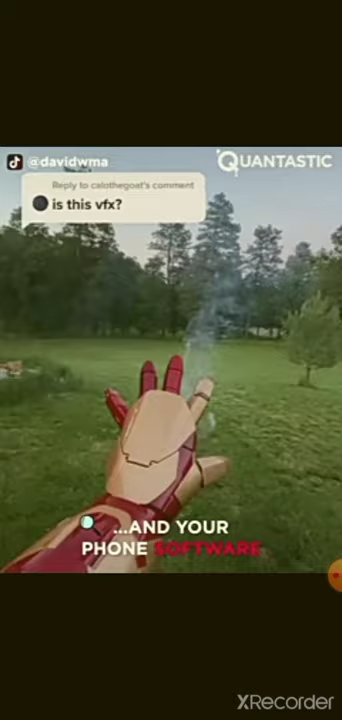 @davidwma
QUANTASTIC
Reply to calothegoat's comment
is this vfx?
...AND YOUR
PHONE SOFTWARE
XRecorder